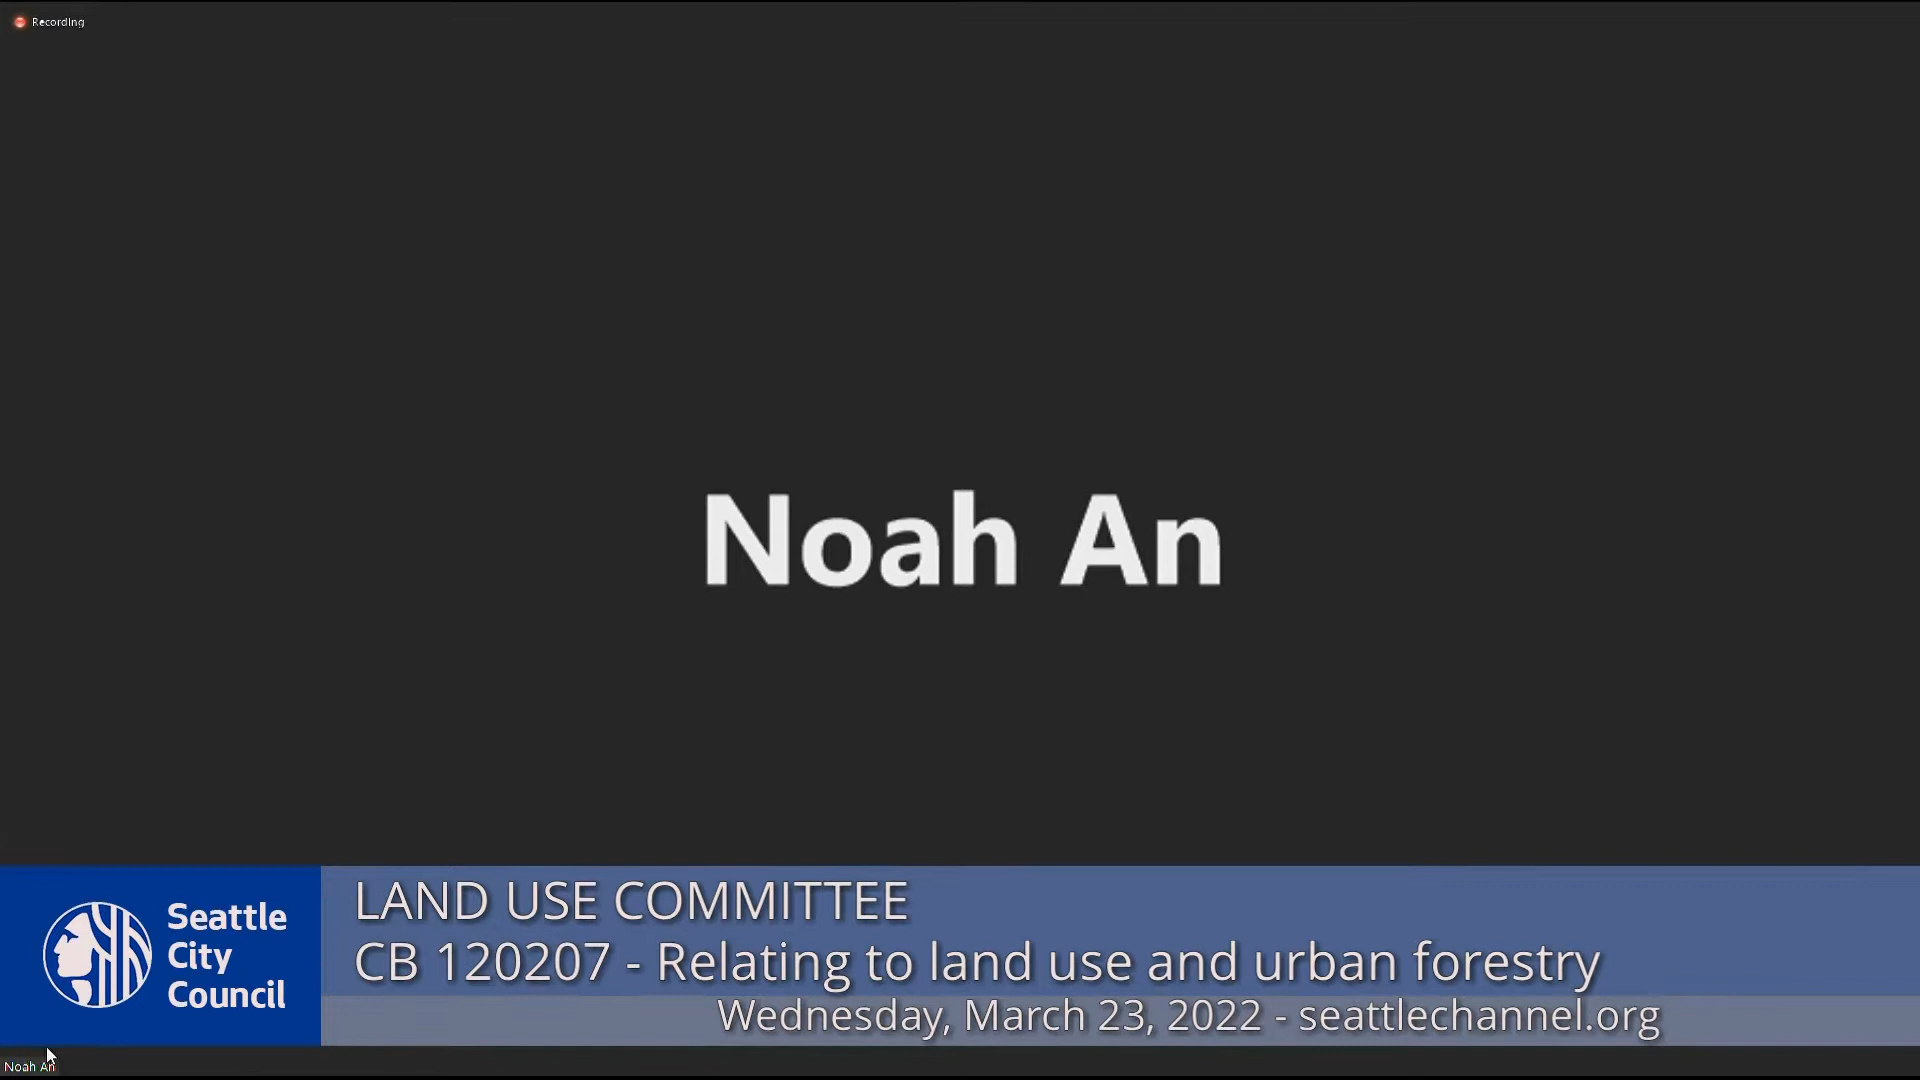 Recording
Noah An
Seattle
City
Council
LAND USE COMMITTEE
CB 120207 - Relating to land use and urban forestry
Wednesday, March 23, 2022 - seattlechannel.org
Noah An